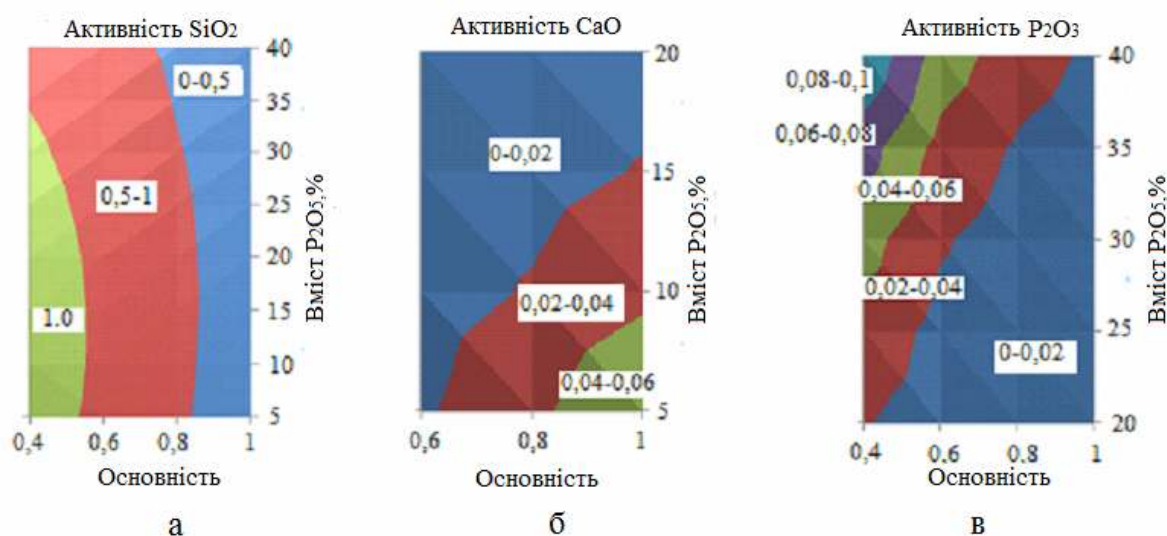 Активність SiO2
40
35
30
25
20
15
10
5
0-0,5
0,5-1
1.0
0,4 0,6 0,8 1
Основність
Вміст P2O5,%
а
Активність CaO
20
15
10
5
0-0,02
0,02-0,04
0,04-0,06
0,6 0,8 1
Основність
Вміст P2O5,%
б
Активність P2O3
40
35
30
25
20
0,08-0,1
0,06-0,08
0,04-0,06
0,02-0,04
0-0,02
0,4 0,6 0,8 1
Основність
Вміст P2O5,%
в